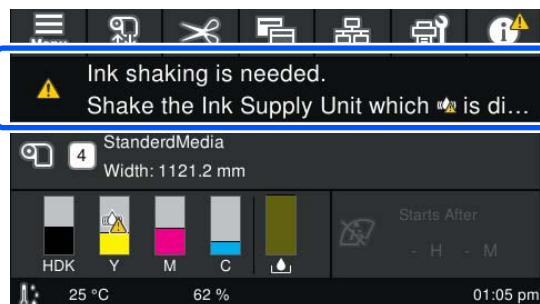 Menu
Ink shaking is needed.
Shake the Ink Supply Unit which is di…
4
StanderdMedia
Width: 1121.2 mm
Starts After
- H - M
HDK Y M C
25 °C 62 % 01:05 pm